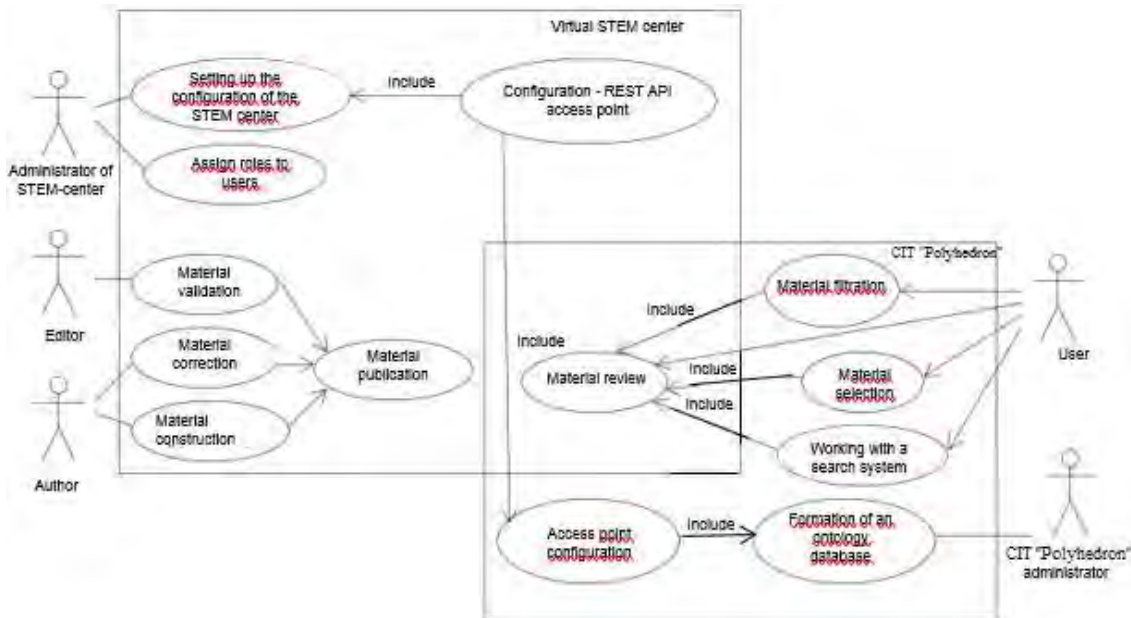 Virtual STEM center
Setting up the
configuration of the
STEM center
Include
Configuration - REST API
access point
Administrator of
STEM-center
Assign roles to
users
CIT "Polyhedron"
Material
validation
Material filtration
Include
Editor
Material
correction
Material
publication
Include
Material review
Include
User
Material
selection
Include
Material
construction
Working with a
search system
Author
Access point
configuration
Include
Formation of an
ontology
database
CIT "Polyhedron"
administrator